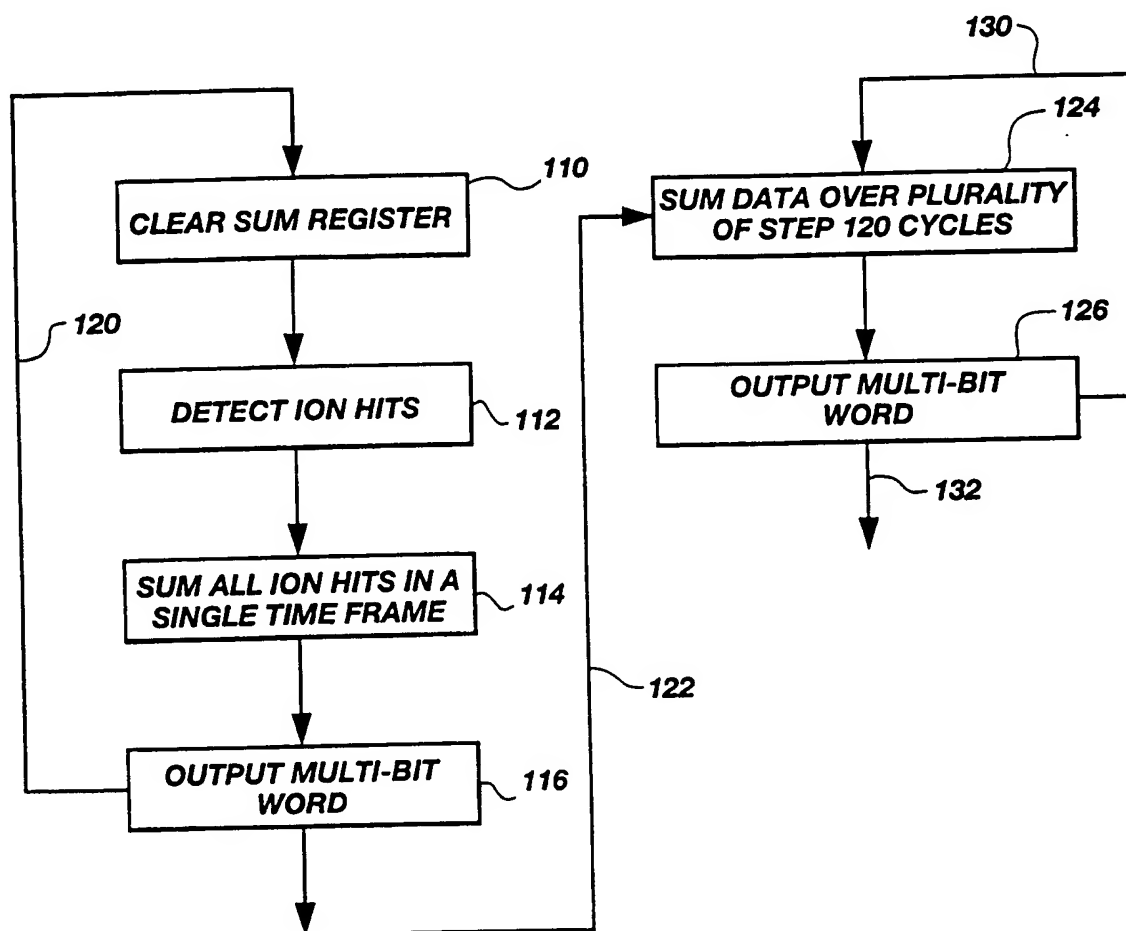 130
124
110
CLEAR SUM REGISTER
SUM DATA OVER PLURALITY
OF STEP 120 CYCLES
120
126
DETECT ION HITS
112
OUTPUT MULTI-BIT
WORD
132
SUM ALL ION HITS IN A
SINGLE TIME FRAME
114
122
OUTPUT MULTI-BIT
WORD
116